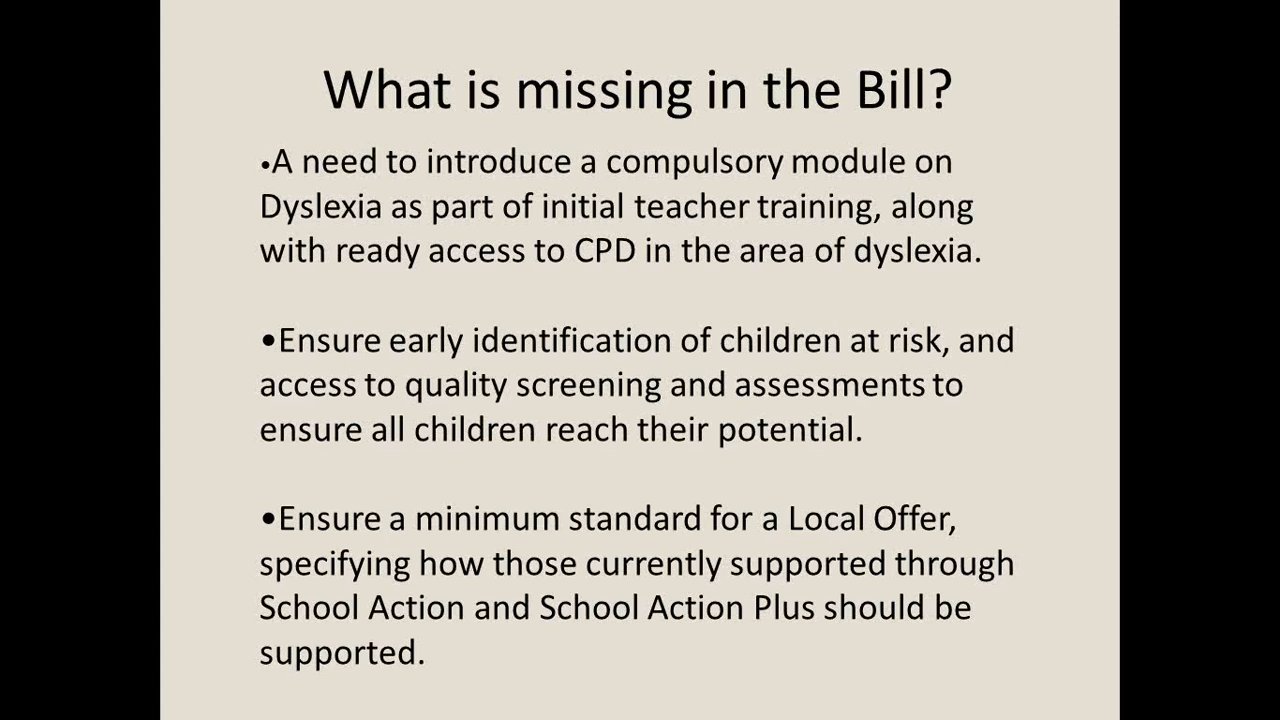 What is missing in the Bill?
•A need to introduce a compulsory module on
Dyslexia as part of initial teacher training, along
with ready access to CPD in the area of dyslexia.
•Ensure early identification of children at risk, and
access to quality screening and assessments to
ensure all children reach their potential.
•Ensure a minimum standard for a Local Offer,
specifying how those currently supported through
School Action and School Action Plus should be
supported.